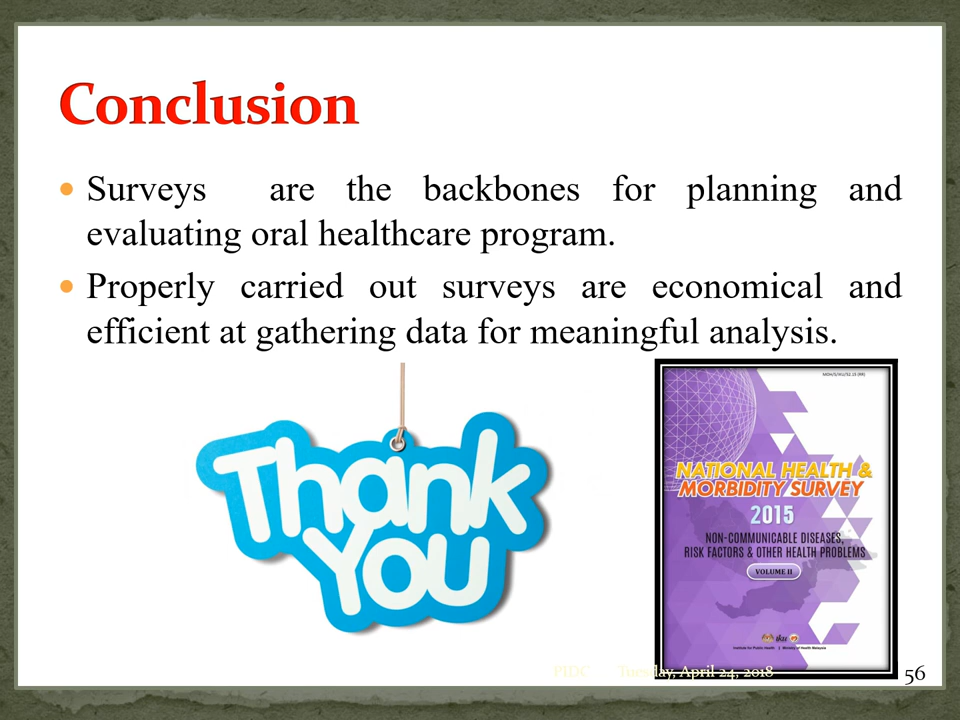 Conclusion
Surveys are the backbones for planning and
evaluating oral healthcare program.
Properly carried out surveys are economical and
efficient at gathering data for meaningful analysis.
Thank
You
MOH/S/IKU/52.15 (RR)
NATIONAL HEALTH &
MORBIDITY SURVEY
2015
NON-COMMUNICABLE DISEASES,
RISK FACTORS & OTHER HEALTH PROBLEMS
VOLUME II
iku
Institute for Public Health | Ministry of Health Malaysia
Tuesday, April 24, 2018
56